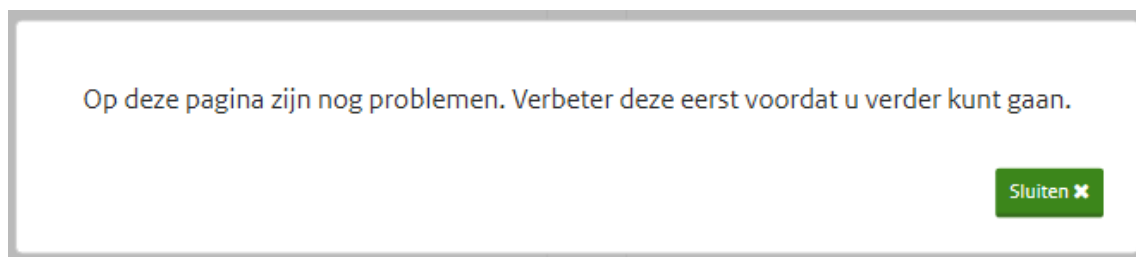 Op deze pagina zijn nog problemen. Verbeter deze eerst voordat u verder kunt gaan.
Sluiten ✖